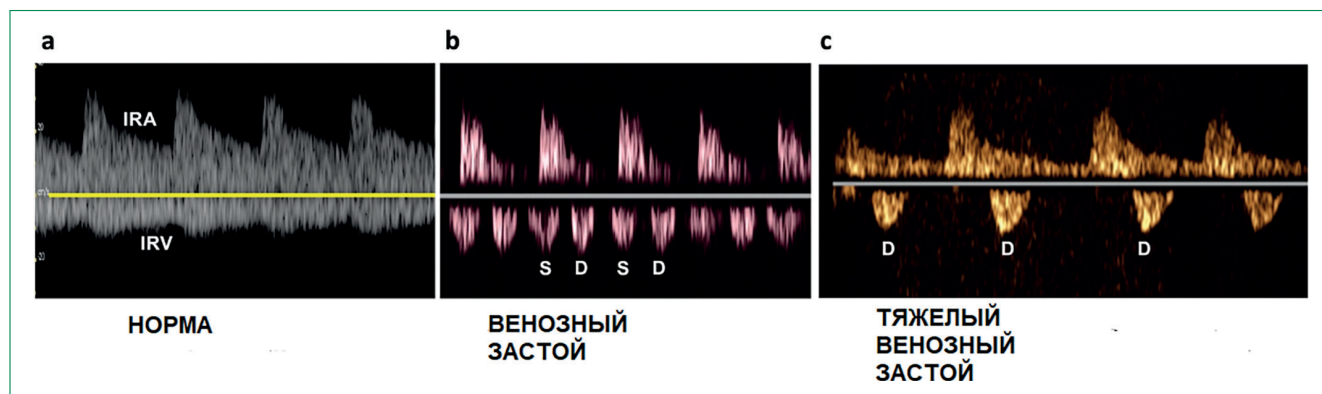 a
b
c
IRA
IRV
S D S D
D D D
НОРМА
ВЕНОЗНЫЙ
ЗАСТОЙ
ТЯЖЕЛЫЙ
ВЕНОЗНЫЙ
ЗАСТОЙ